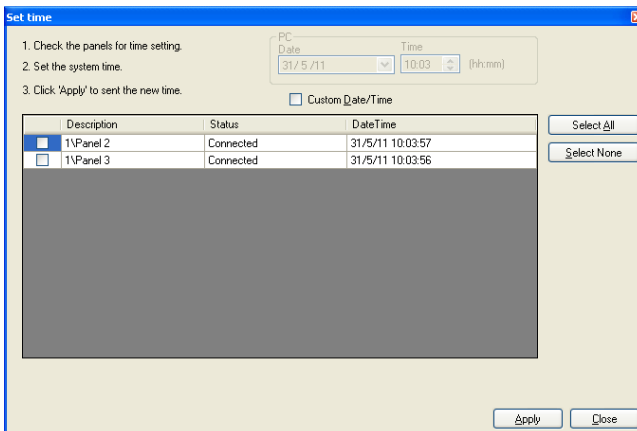 Set time
1. Check the panels for time setting.
2. Set the system time.
3. Click 'Apply' to sent the new time.
PC
Date Time
31/ 5 /11 10:03 (hh:mm)
Custom Date/Time
Description Status DateTime
1\Panel 2 Connected 31/5/11 10:03:57
1\Panel 3 Connected 31/5/11 10:03:56
Select All
Select None
Apply Close